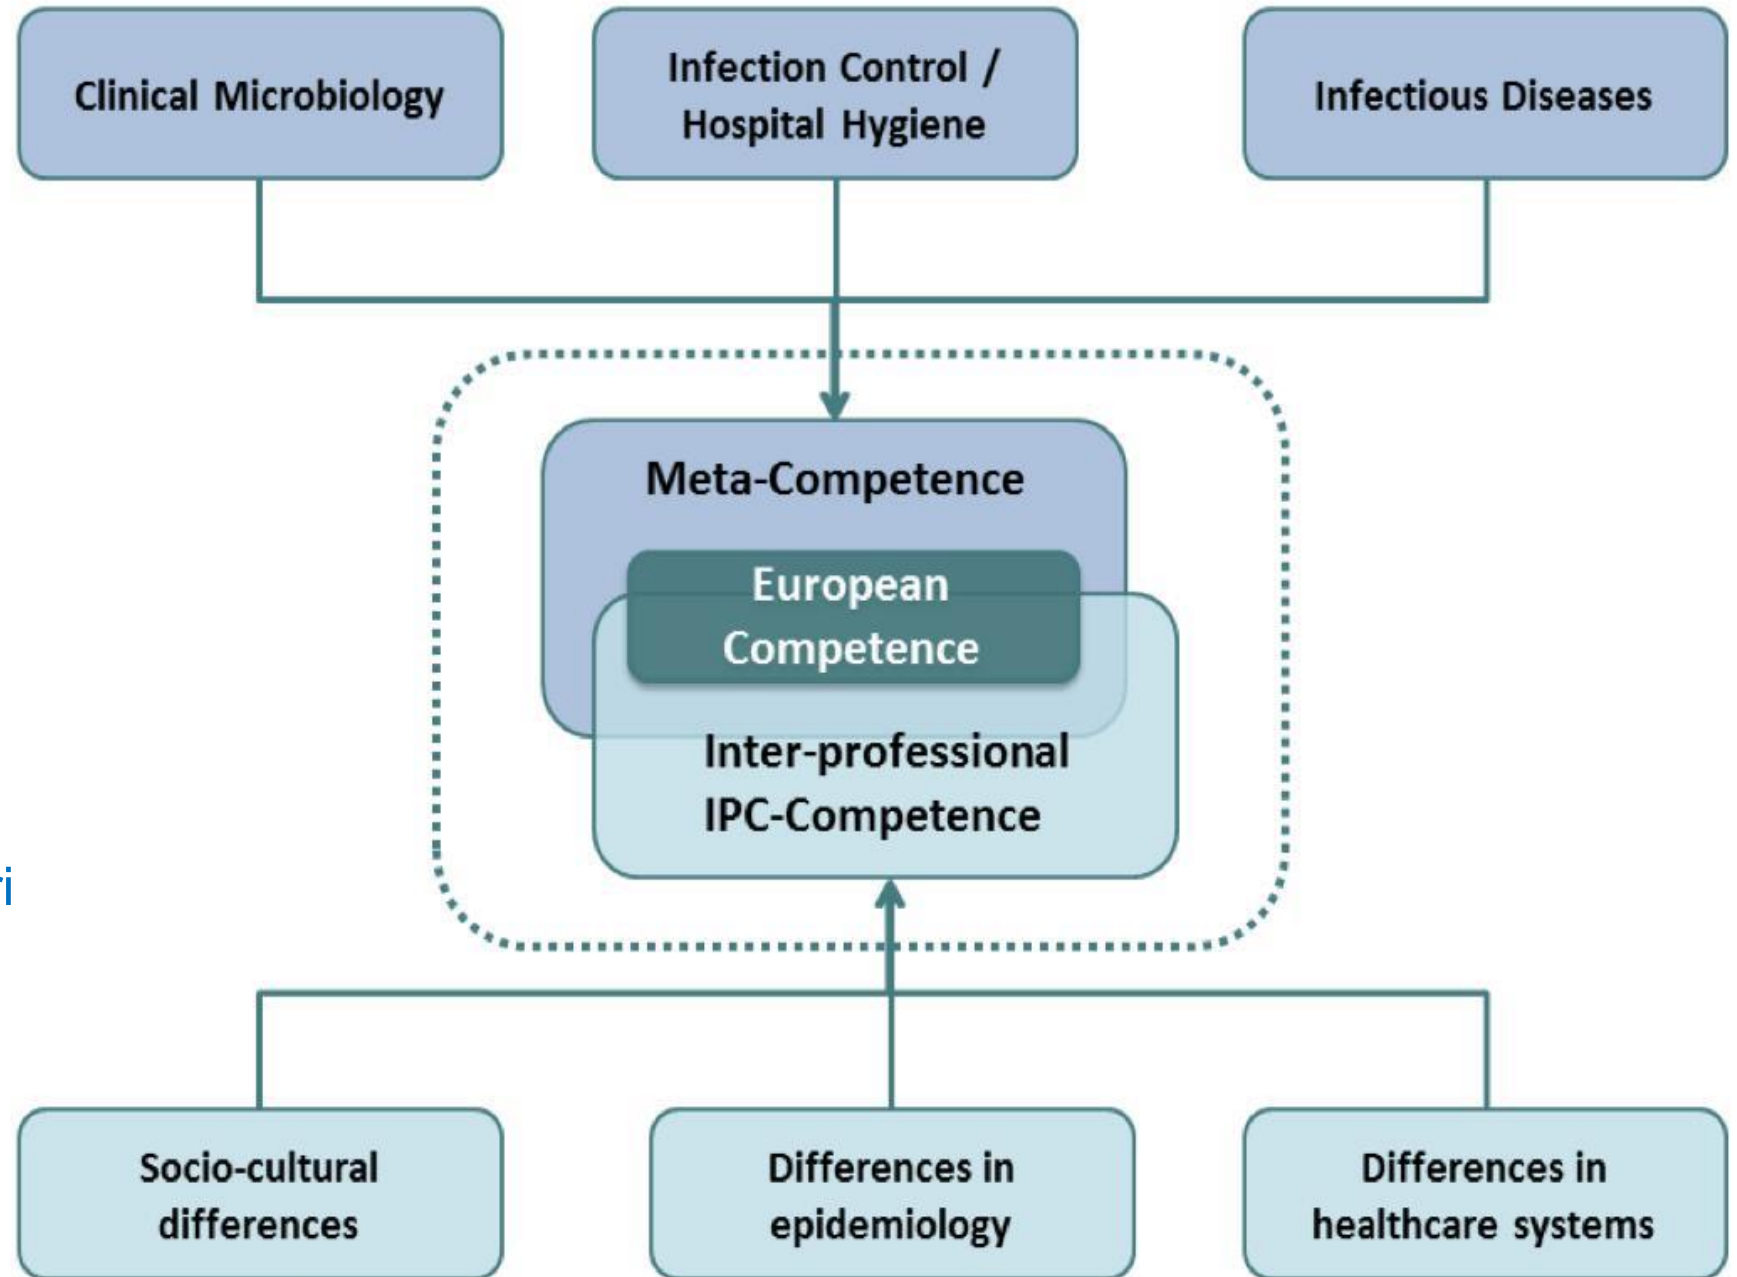 Clinical Microbiology
Infection Control /
Hospital Hygiene
Infectious Diseases
Meta-Competence
European
Competence
Inter-professional
IPC-Competence
ri
Socio-cultural
differences
Differences in
epidemiology
Differences in
healthcare systems